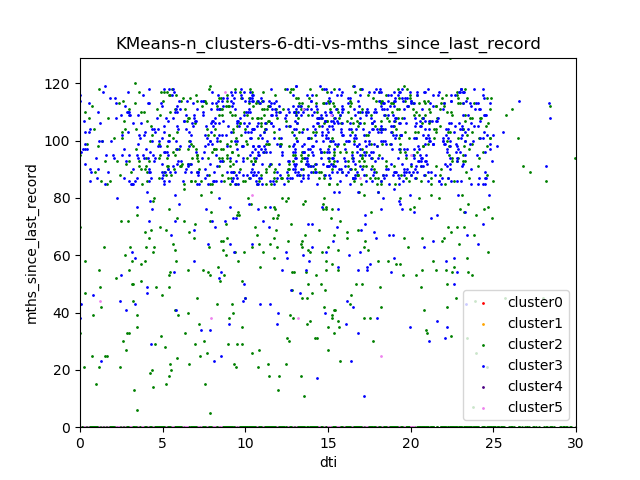 KMeans-n_clusters-6-dti-vs-mths_since_last_record
120
100
80
60
40
20
0
mths_since_last_record
0 5 10 15 20 25 30
dti
cluster0
cluster1
cluster2
cluster3
cluster4
cluster5